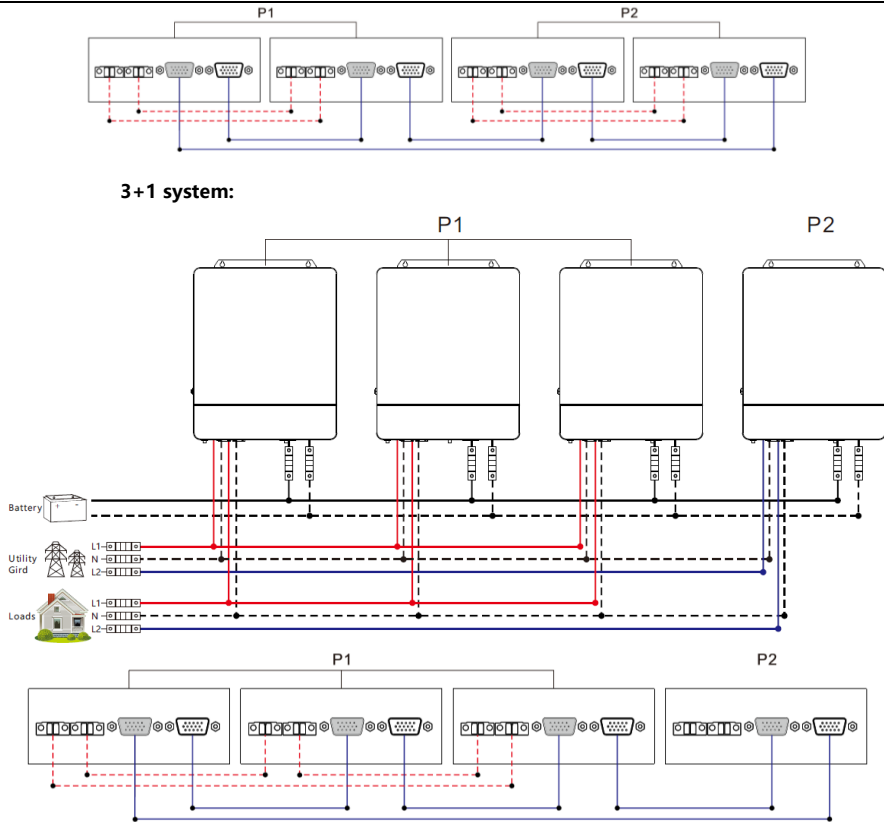 P1 P2
3+1 system:
P1 P2
Battery
L1
Utility N
Gird L2
L1
Loads N
L2
P1 P2